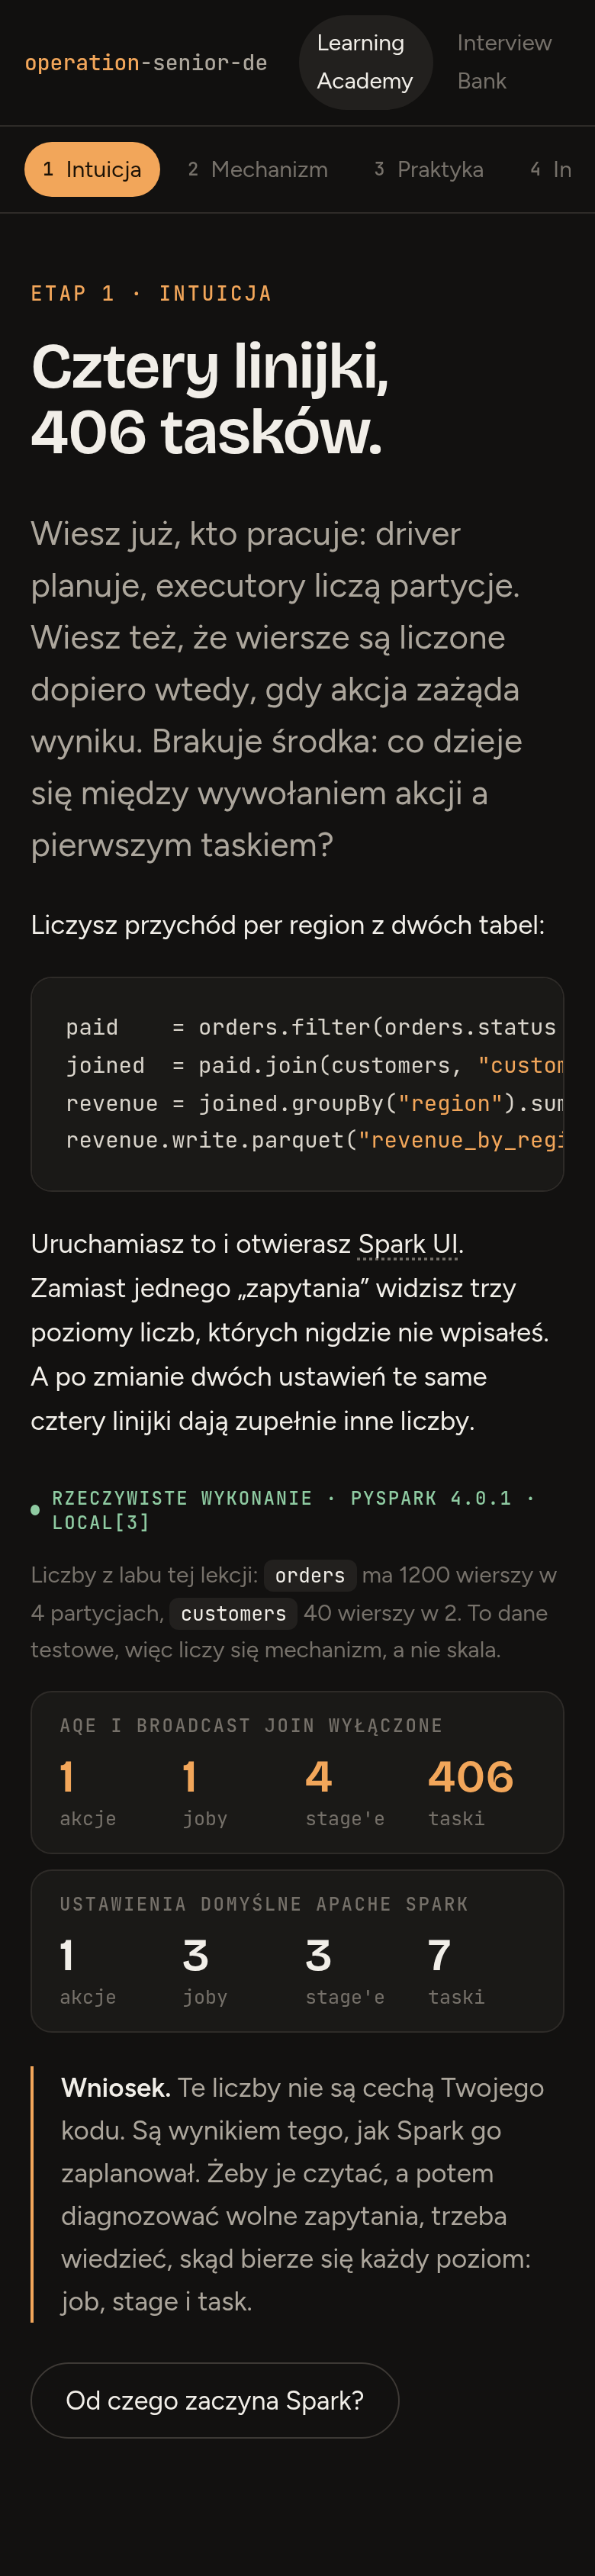 operation-senior-de
Learning
Academy
Interview
Bank
1 Intuicja
2 Mechanizm
3 Praktyka
4 In
ETAP 1 · INTUICJA
Cztery linijki,
406 tasków.
Wiesz już, kto pracuje: driver
planuje, executory liczą partycje.
Wiesz też, że wiersze są liczone
dopiero wtedy, gdy akcja zażąda
wyniku. Brakuje środka: co dzieje
się między wywołaniem akcji a
pierwszym taskiem?
Liczysz przychód per region z dwóch tabel:
paid    = orders.filter(orders.status
joined  = paid.join(customers, "custom
revenue = joined.groupBy("region").sum
revenue.write.parquet("revenue_by_regi
Uruchamiasz to i otwierasz Spark UI.
Zamiast jednego „zapytania” widzisz trzy
poziomy liczb, których nigdzie nie wpisałeś.
A po zmianie dwóch ustawień te same
cztery linijki dają zupełnie inne liczby.
RZECZYWISTE WYKONANIE · PYSPARK 4.0.1 ·
LOCAL[3]
Liczby z labu tej lekcji: orders ma 1200 wierszy w
4 partycjach, customers 40 wierszy w 2. To dane
testowe, więc liczy się mechanizm, a nie skala.
AQE I BROADCAST JOIN WYŁĄCZONE
1 1 4 406
akcje joby stage'e taski
USTAWIENIA DOMYŚLNE APACHE SPARK
1 3 3 7
akcje joby stage'e taski
Wniosek. Te liczby nie są cechą Twojego
kodu. Są wynikiem tego, jak Spark go
zaplanował. Żeby je czytać, a potem
diagnozować wolne zapytania, trzeba
wiedzieć, skąd bierze się każdy poziom:
job, stage i task.
Od czego zaczyna Spark?